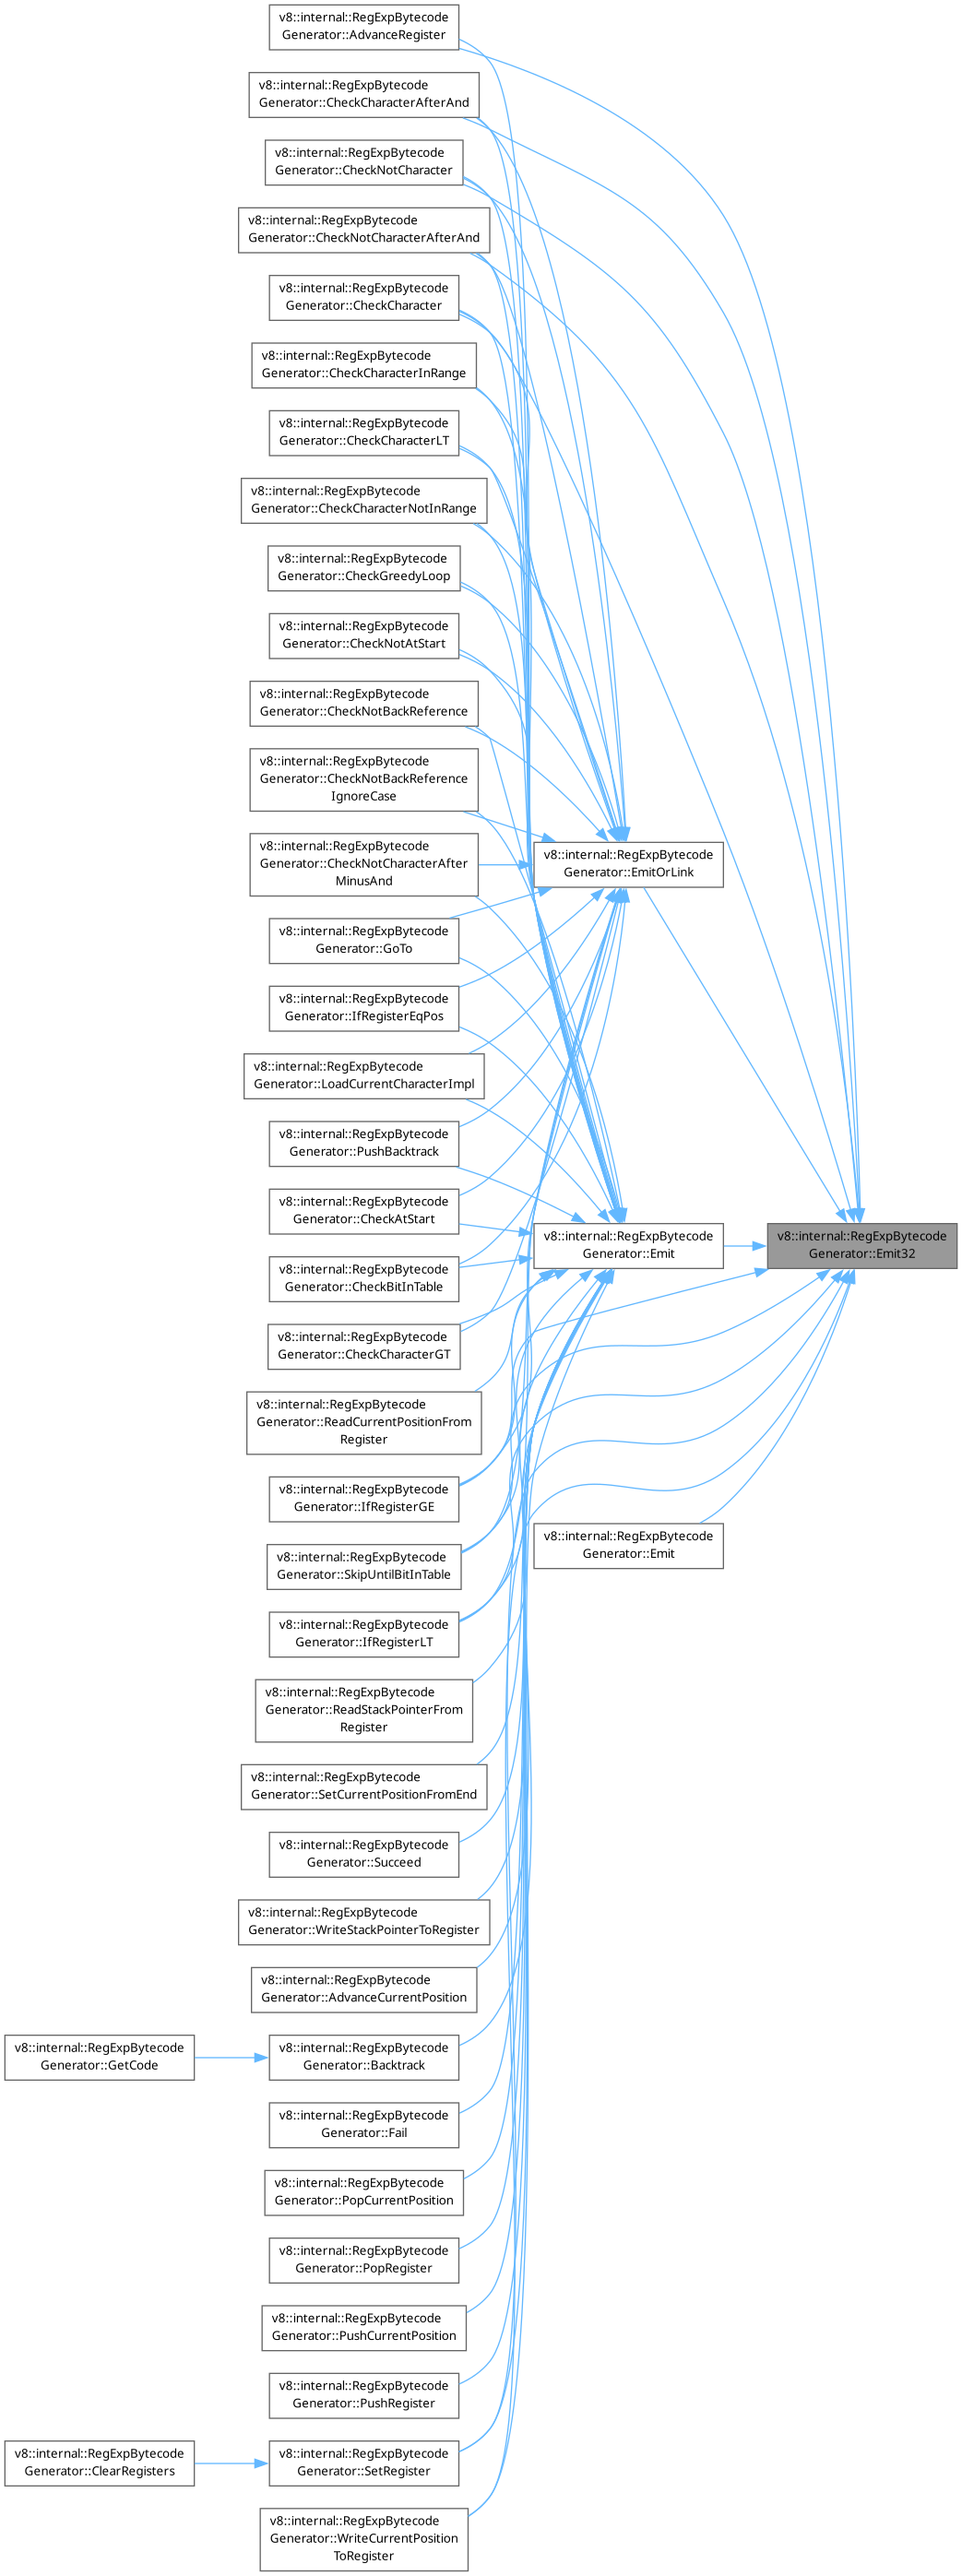 v8::internal::RegExpBytecode
Generator::AdvanceRegister
v8::internal::RegExpBytecode
Generator::CheckCharacterAfterAnd
v8::internal::RegExpBytecode
Generator::CheckNotCharacter
v8::internal::RegExpBytecode
Generator::CheckNotCharacterAfterAnd
v8::internal::RegExpBytecode
Generator::CheckCharacter
v8::internal::RegExpBytecode
Generator::CheckCharacterInRange
v8::internal::RegExpBytecode
Generator::CheckCharacterLT
v8::internal::RegExpBytecode
Generator::CheckCharacterNotInRange
v8::internal::RegExpBytecode
Generator::CheckGreedyLoop
v8::internal::RegExpBytecode
Generator::CheckNotAtStart
v8::internal::RegExpBytecode
Generator::CheckNotBackReference
v8::internal::RegExpBytecode
Generator::CheckNotBackReference
IgnoreCase
v8::internal::RegExpBytecode
Generator::CheckNotCharacterAfter
MinusAnd
v8::internal::RegExpBytecode
Generator::EmitOrLink
v8::internal::RegExpBytecode
Generator::GoTo
v8::internal::RegExpBytecode
Generator::IfRegisterEqPos
v8::internal::RegExpBytecode
Generator::LoadCurrentCharacterImpl
v8::internal::RegExpBytecode
Generator::PushBacktrack
v8::internal::RegExpBytecode
Generator::CheckAtStart
v8::internal::RegExpBytecode
Generator::Emit
v8::internal::RegExpBytecode
Generator::Emit32
v8::internal::RegExpBytecode
Generator::CheckBitInTable
v8::internal::RegExpBytecode
Generator::CheckCharacterGT
v8::internal::RegExpBytecode
Generator::ReadCurrentPositionFrom
Register
v8::internal::RegExpBytecode
Generator::IfRegisterGE
v8::internal::RegExpBytecode
Generator::Emit
v8::internal::RegExpBytecode
Generator::SkipUntilBitInTable
v8::internal::RegExpBytecode
Generator::IfRegisterLT
v8::internal::RegExpBytecode
Generator::ReadStackPointerFrom
Register
v8::internal::RegExpBytecode
Generator::SetCurrentPositionFromEnd
v8::internal::RegExpBytecode
Generator::Succeed
v8::internal::RegExpBytecode
Generator::WriteStackPointerToRegister
v8::internal::RegExpBytecode
Generator::AdvanceCurrentPosition
v8::internal::RegExpBytecode
Generator::GetCode
v8::internal::RegExpBytecode
Generator::Backtrack
v8::internal::RegExpBytecode
Generator::Fail
v8::internal::RegExpBytecode
Generator::PopCurrentPosition
v8::internal::RegExpBytecode
Generator::PopRegister
v8::internal::RegExpBytecode
Generator::PushCurrentPosition
v8::internal::RegExpBytecode
Generator::PushRegister
v8::internal::RegExpBytecode
Generator::ClearRegisters
v8::internal::RegExpBytecode
Generator::SetRegister
v8::internal::RegExpBytecode
Generator::WriteCurrentPosition
ToRegister